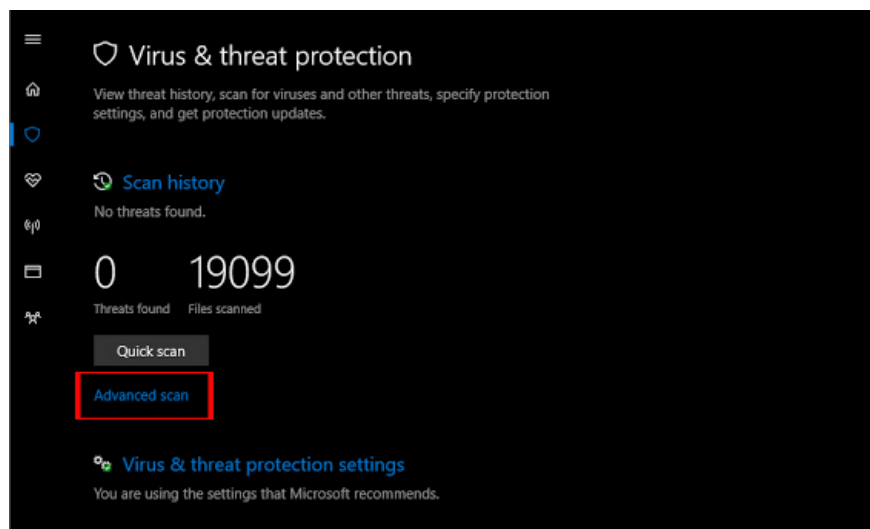 Virus & threat protection
View threat history, scan for viruses and other threats, specify protection
settings, and get protection updates.
Scan history
No threats found.
0 19099
Threats found Files scanned
Quick scan
Advanced scan
Virus & threat protection settings
You are using the settings that Microsoft recommends.